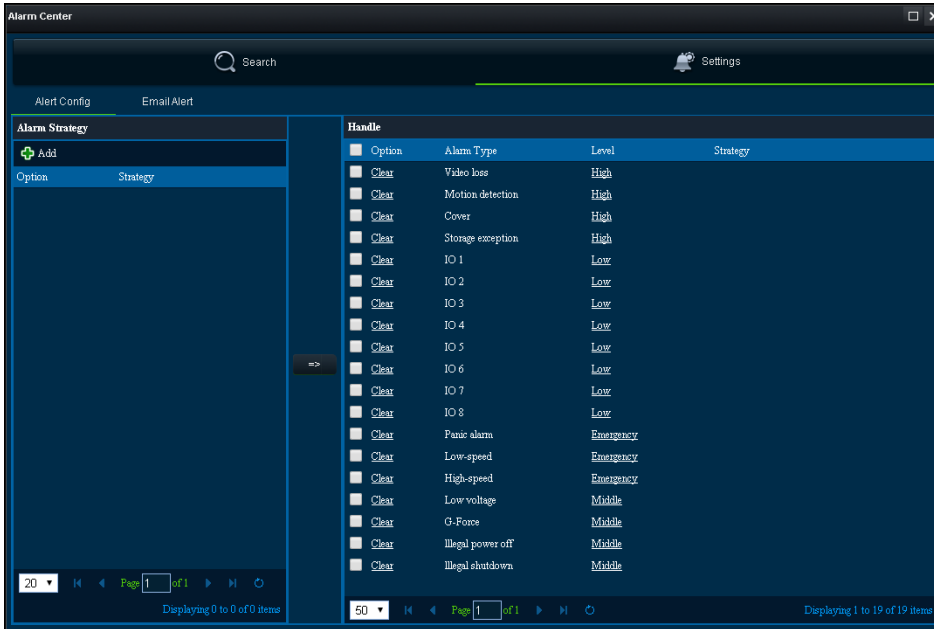 Alarm Center
Search
Settings
Alert Config Email Alert
Alarm Strategy
Add
Option Strategy
20 Page 1 of 1
Displaying 0 to 0 of 0 items
=>
Handle
Option Alarm Type Level Strategy
Clear Video loss High
Clear Motion detection High
Clear Cover High
Clear Storage exception High
Clear IO 1 Low
Clear IO 2 Low
Clear IO 3 Low
Clear IO 4 Low
Clear IO 5 Low
Clear IO 6 Low
Clear IO 7 Low
Clear IO 8 Low
Clear Panic alarm Emergency
Clear Low-speed Emergency
Clear High-speed Emergency
Clear Low voltage Middle
Clear G-Force Middle
Clear Illegal power off Middle
Clear Illegal shutdown Middle
50 Page 1 of 1 Displaying 1 to 19 of 19 items